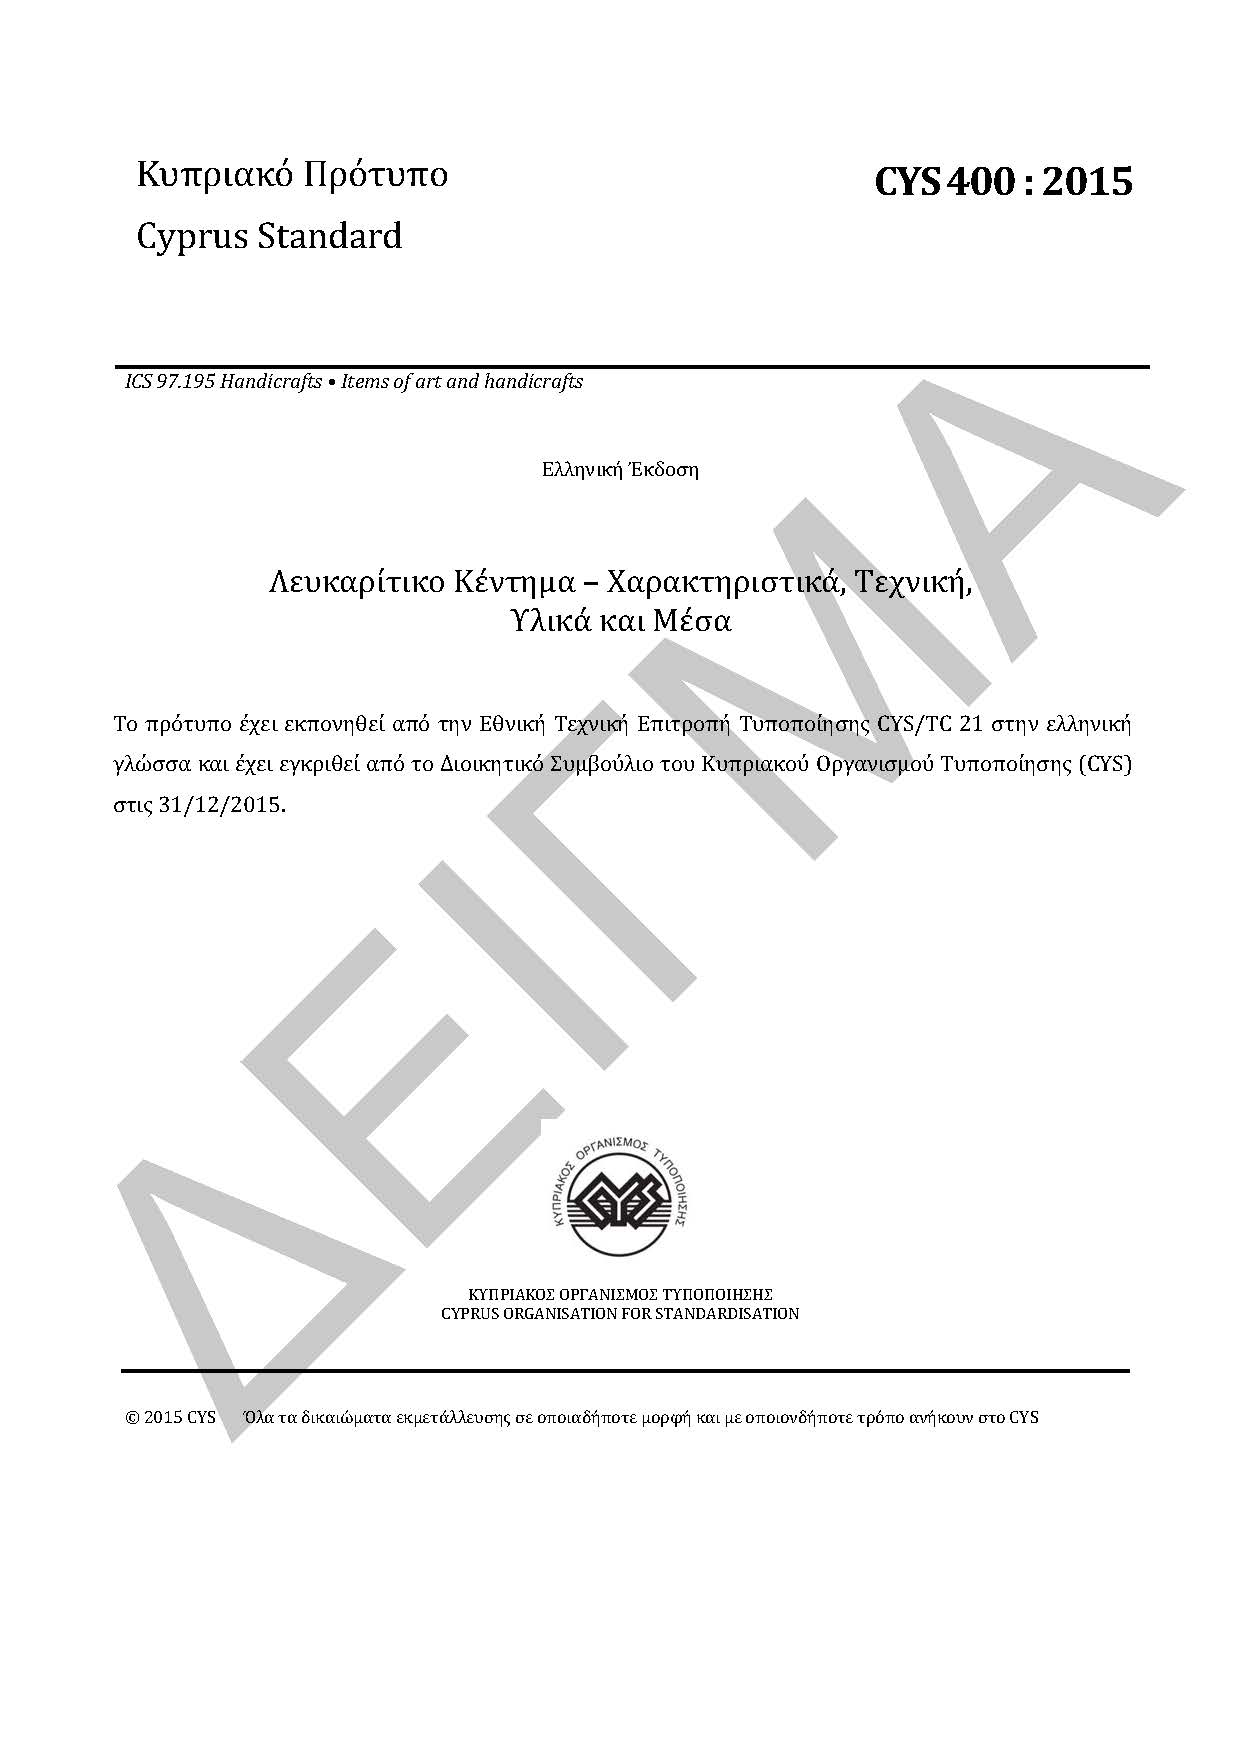 Κυπριακό Πρότυπο
CYS 400 : 2015
Cyprus Standard
ICS 97.195 Handicrafts • Items of art and handicrafts
Ελληνική Έκδοση
Λευκαρίτικο Κέντημα – Χαρακτηριστικά, Τεχνική,
Υλικά και Μέσα
Το πρότυπο έχει εκπονηθεί από την Εθνική Τεχνική Επιτροπή Τυποποίησης CYS/TC 21 στην ελληνική
γλώσσα και έχει εγκριθεί από το Διοικητικό Συμβούλιο του Κυπριακού Οργανισμού Τυποποίησης (CYS)
στις 31/12/2015.
ΔΕΙΓΜΑ
ΚΥΠΡΙΑΚΟΣ ΟΡΓΑΝΙΣΜΟΣ ΤΥΠΟΠΟΙΗΣΗΣ
CYS
ΚΥΠΡΙΑΚΟΣ ΟΡΓΑΝΙΣΜΟΣ ΤΥΠΟΠΟΙΗΣΗΣ
CYPRUS ORGANISATION FOR STANDARDISATION
© 2015 CYS Όλα τα δικαιώματα εκμετάλλευσης σε οποιαδήποτε μορφή και με οποιονδήποτε τρόπο ανήκουν στο CYS